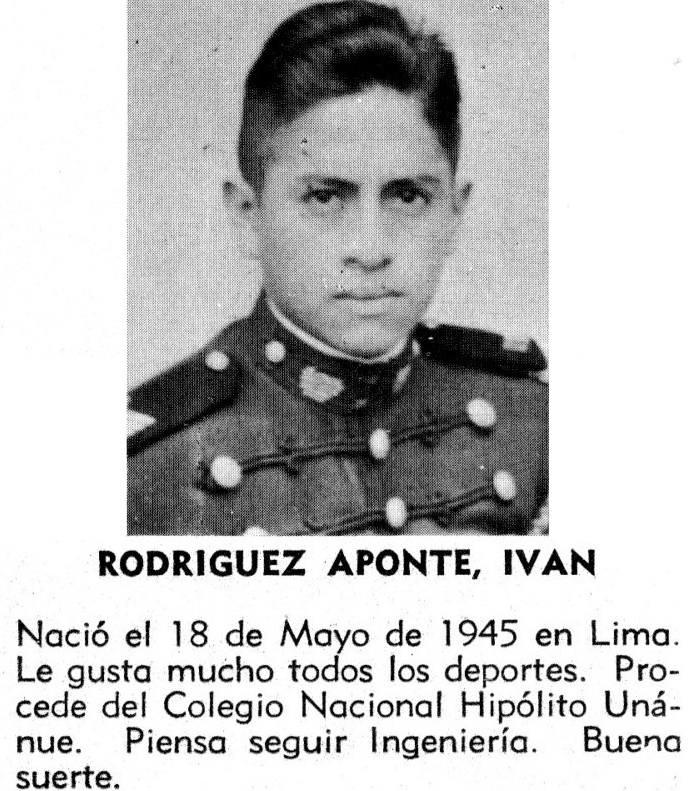 RODRIGUEZ APONTE, IVAN
Nació el 18 de Mayo de 1945 en Lima.
Le gusta mucho todos los deportes. Pro-
cede del Colegio Nacional Hipólito Uná-
nue. Piensa seguir Ingeniería. Buena
suerte.